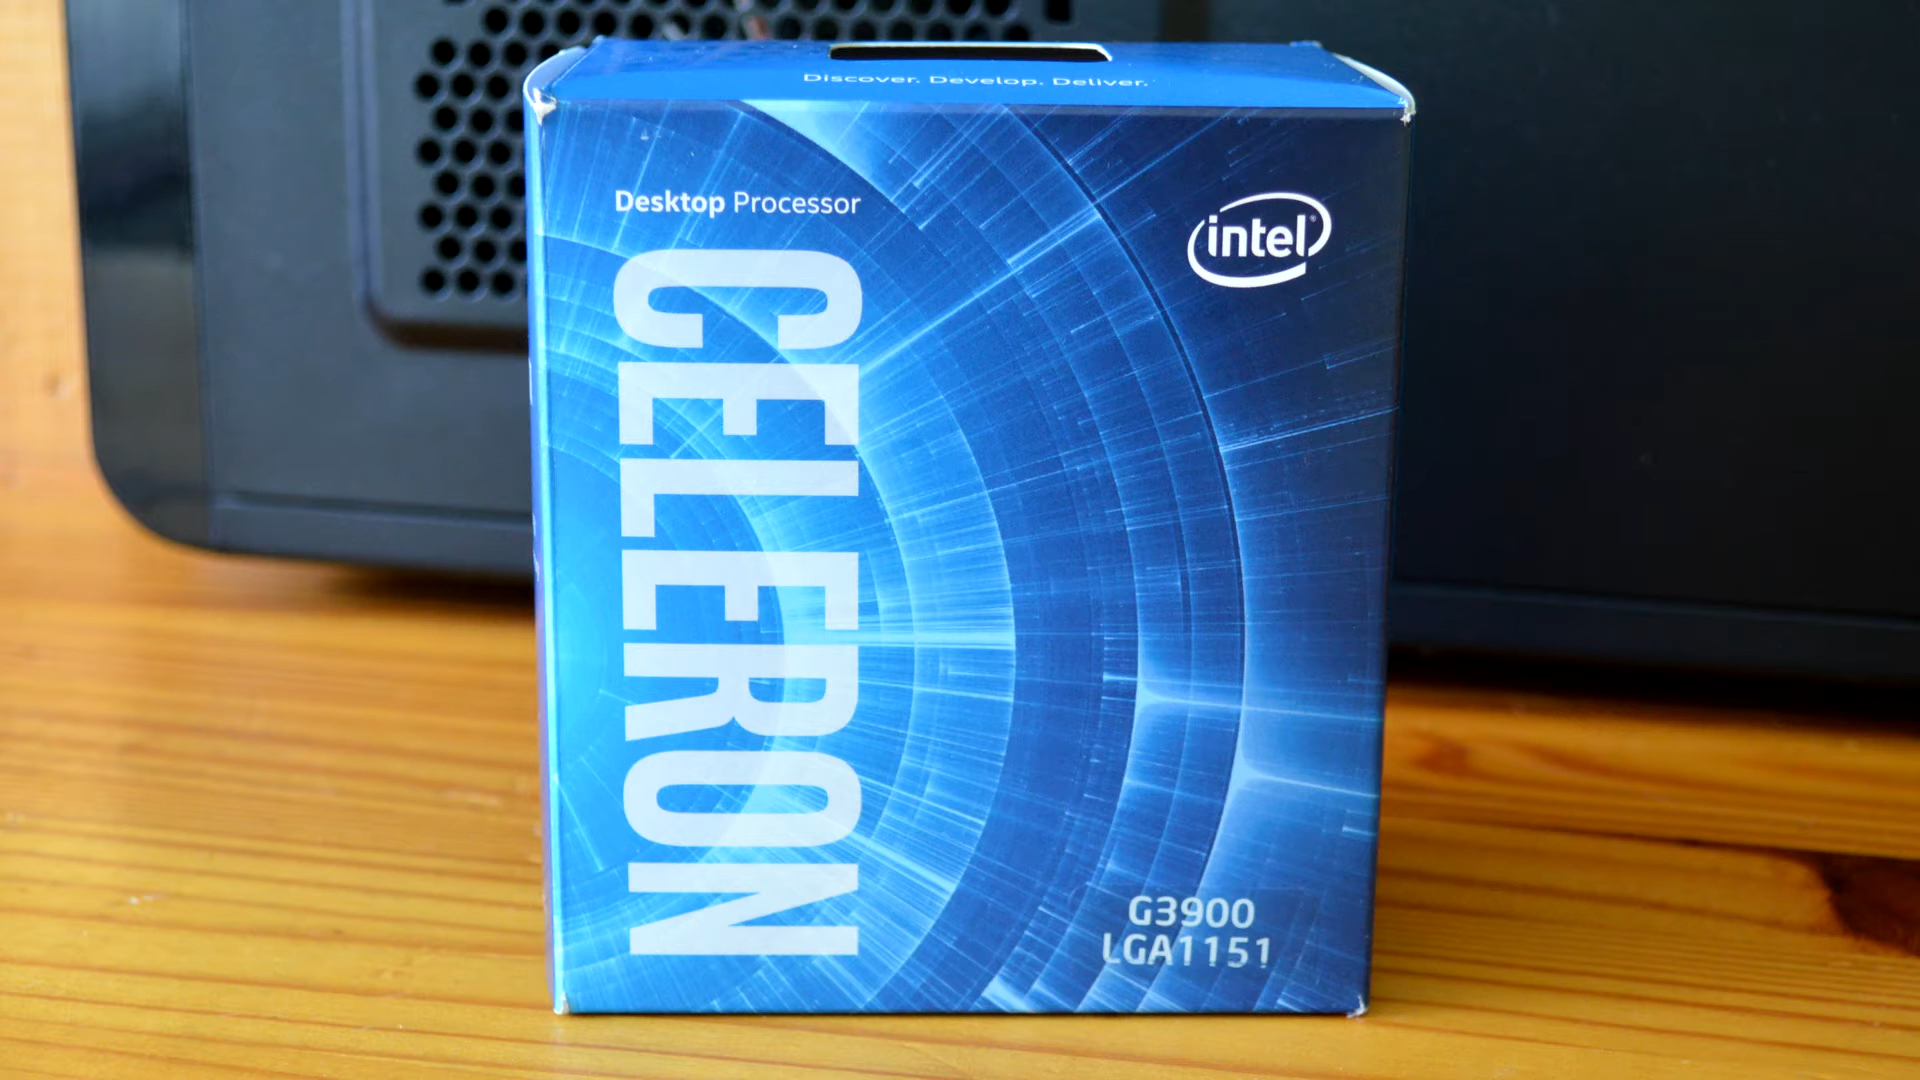 Discover. Develop. Deliver.
Desktop Processor
intel®
CELERON
G3900
LGA1151